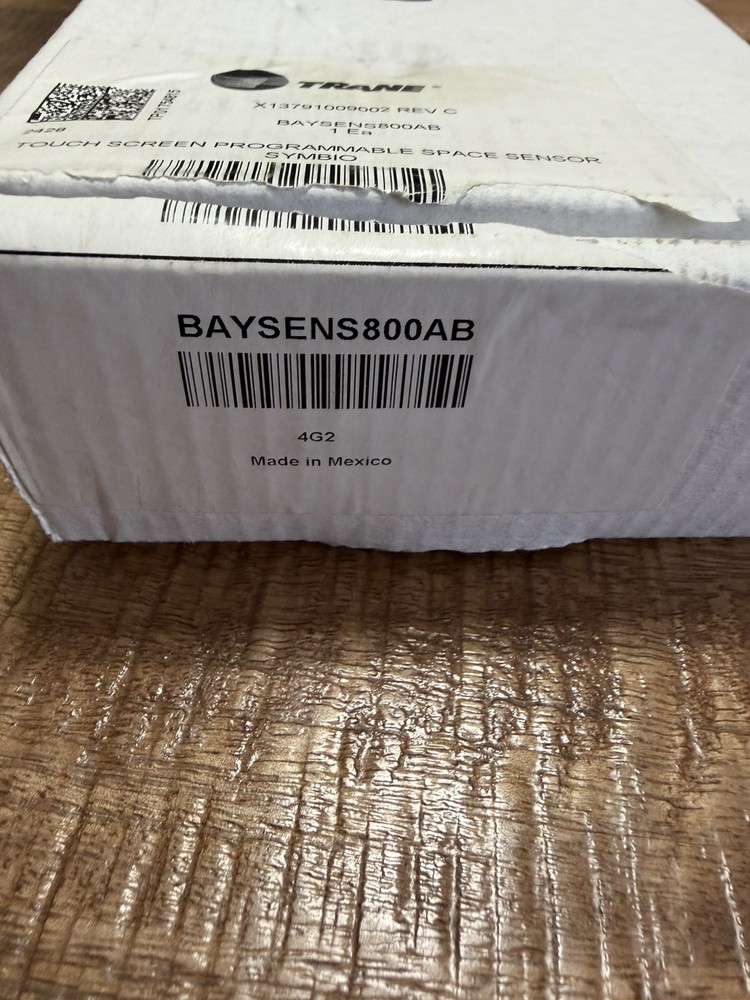 TRANE
X13791009002 REV C
BAYSENS800AB
1 Ea
2428
TOUCH SCREEN PROGRAMMABLE SPACE SENSOR
SYMBIO
BAYSENS800AB
4G2
Made in Mexico